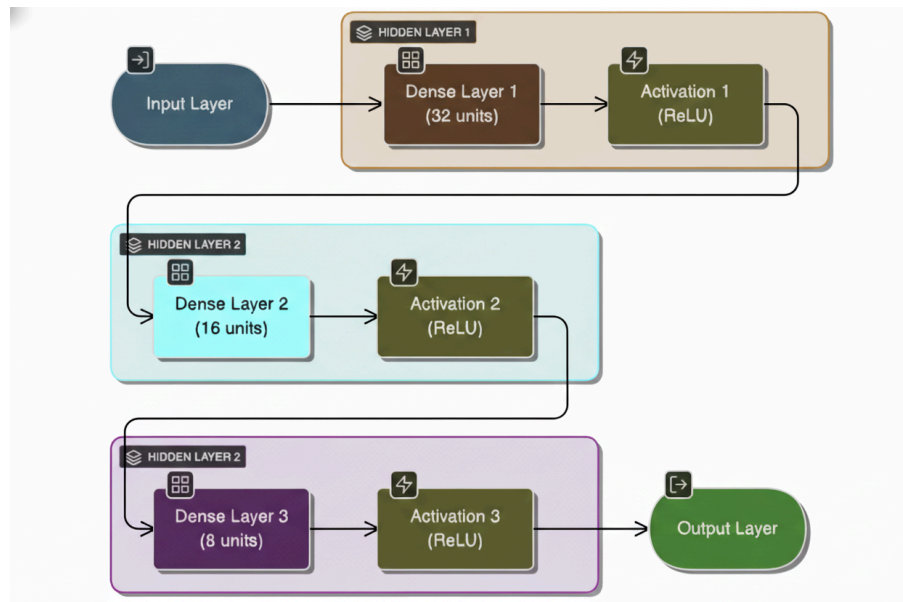 HIDDEN LAYER 1
Input Layer
Dense Layer 1
(32 units)
Activation 1
(ReLU)
HIDDEN LAYER 2
Dense Layer 2
(16 units)
Activation 2
(ReLU)
HIDDEN LAYER 2
Dense Layer 3
(8 units)
Activation 3
(ReLU)
Output Layer